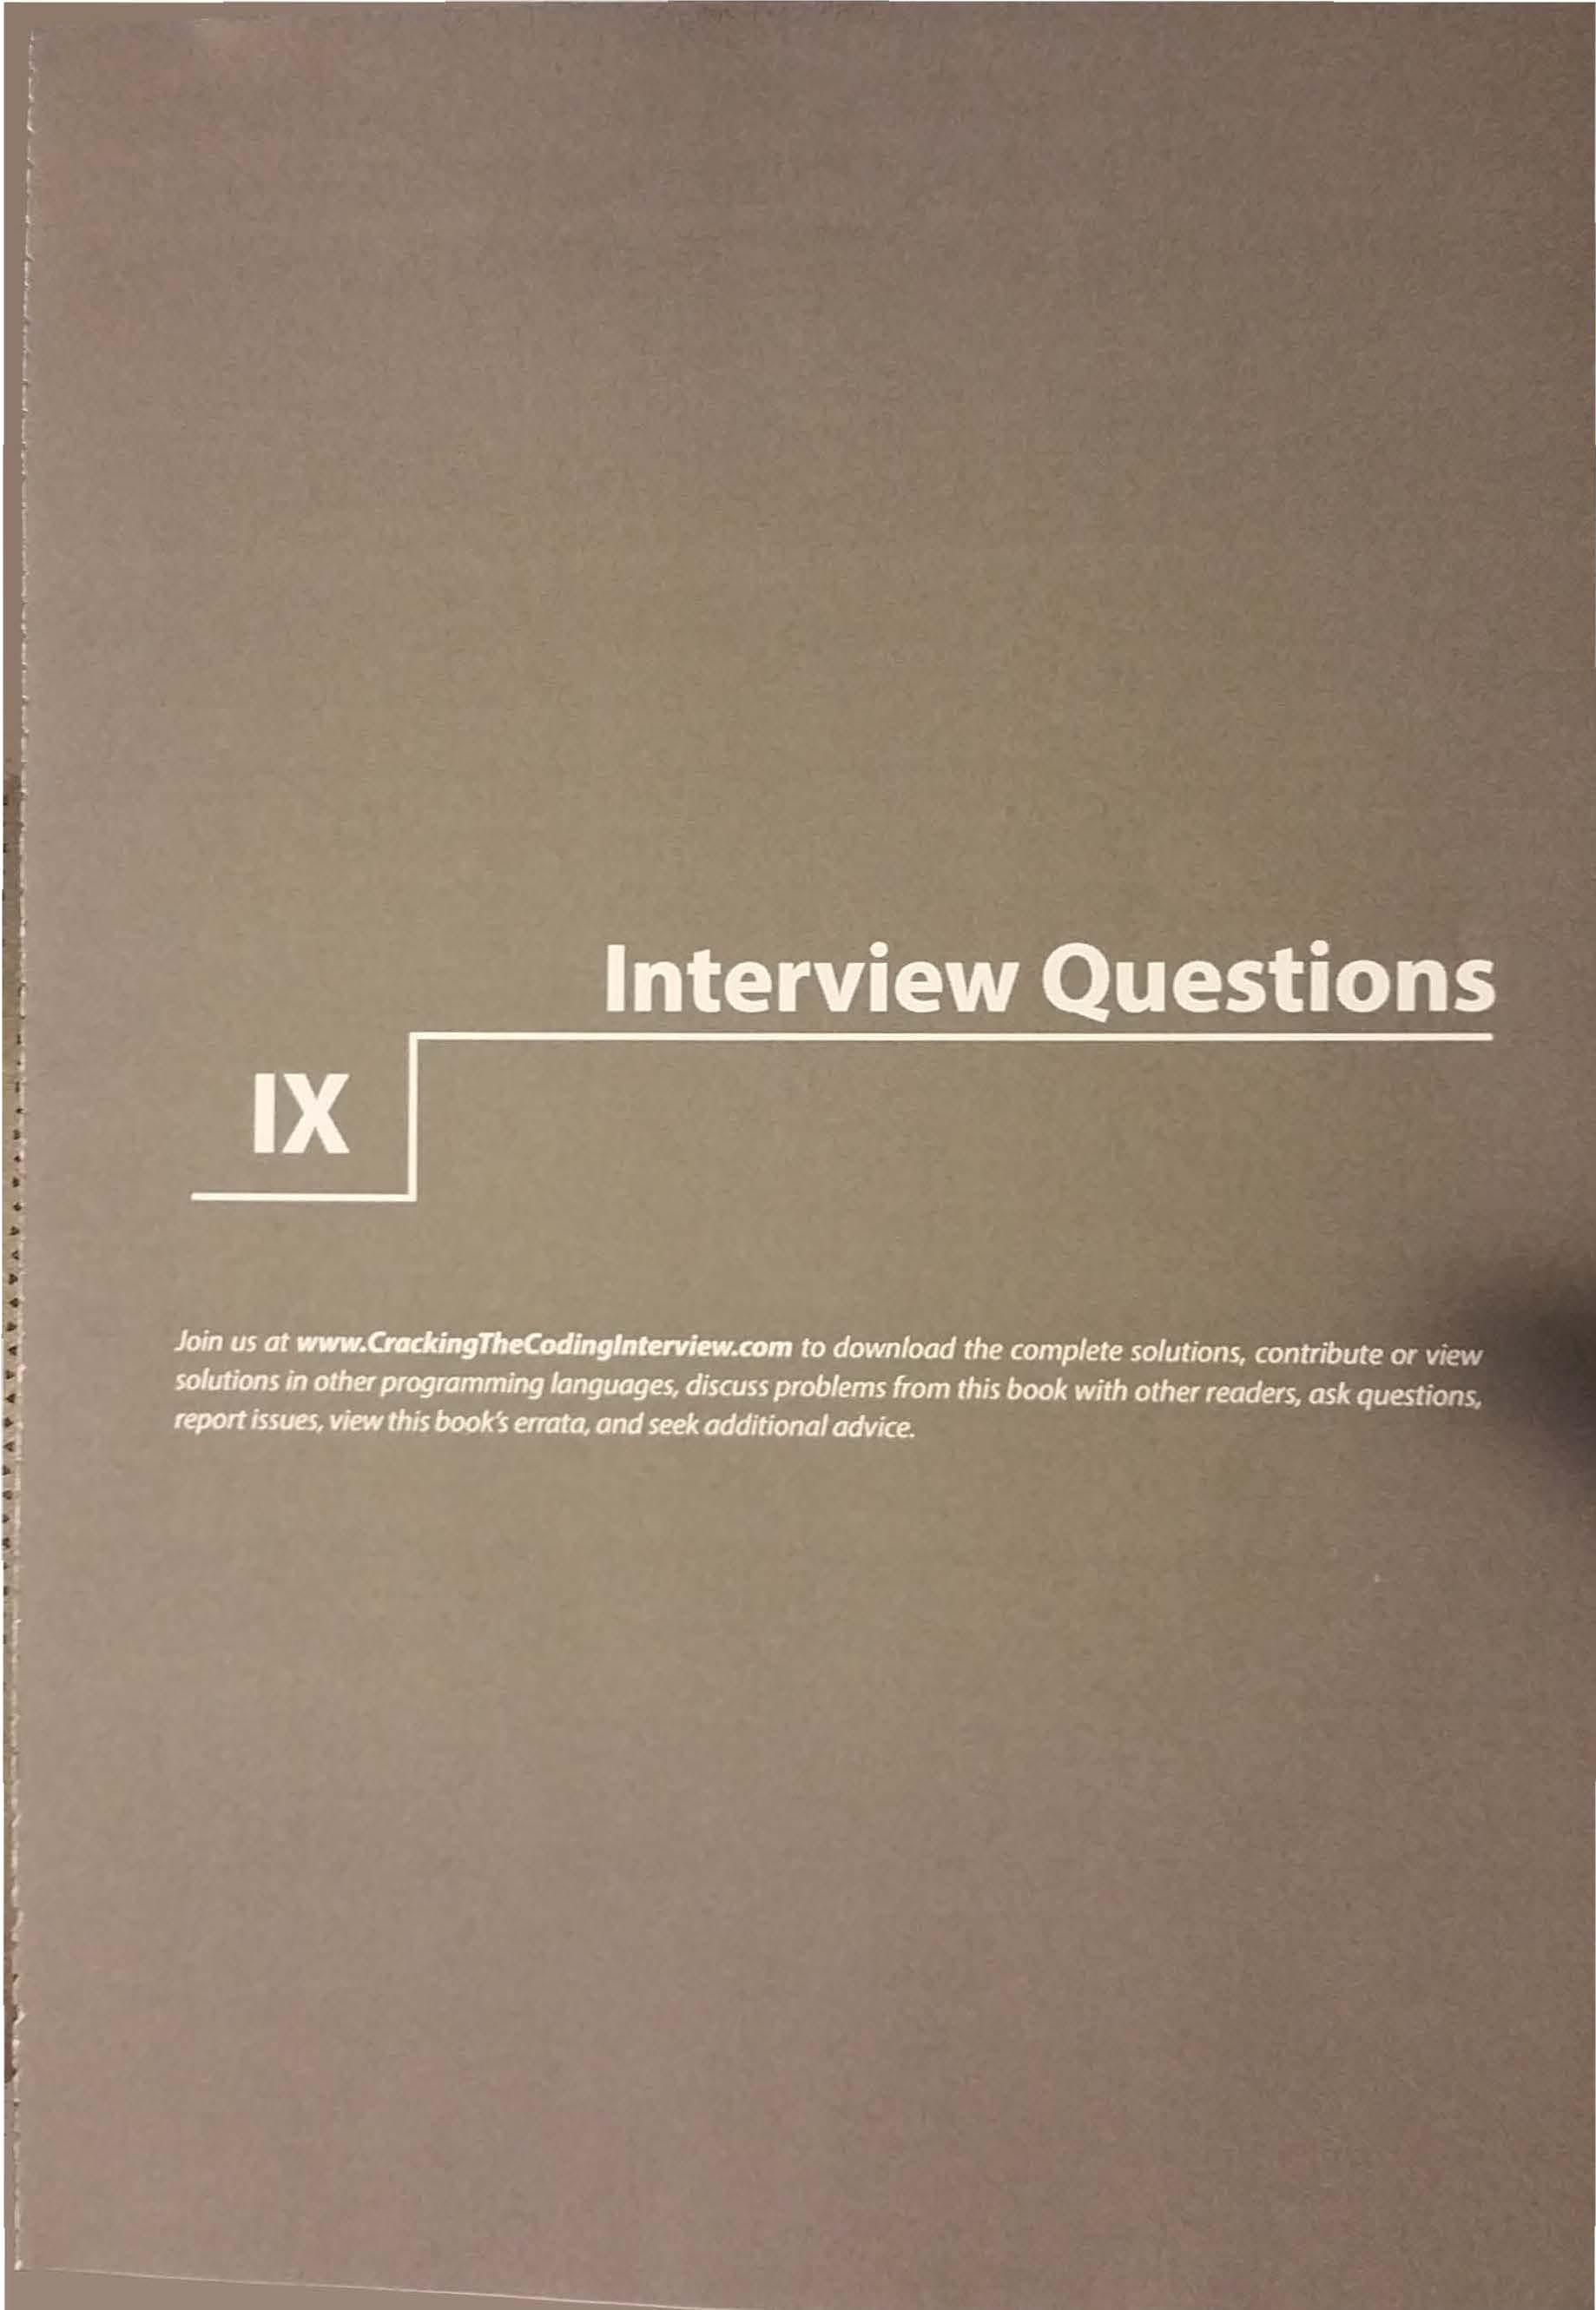 Interview Questions
IX
Join us at www.CrackingTheCodingInterview.com to download the complete solutions, contribute or view
solutions in other programming languages, discuss problems from this book with other readers, ask questions,
report issues, view this book's errata, and seek additional advice.